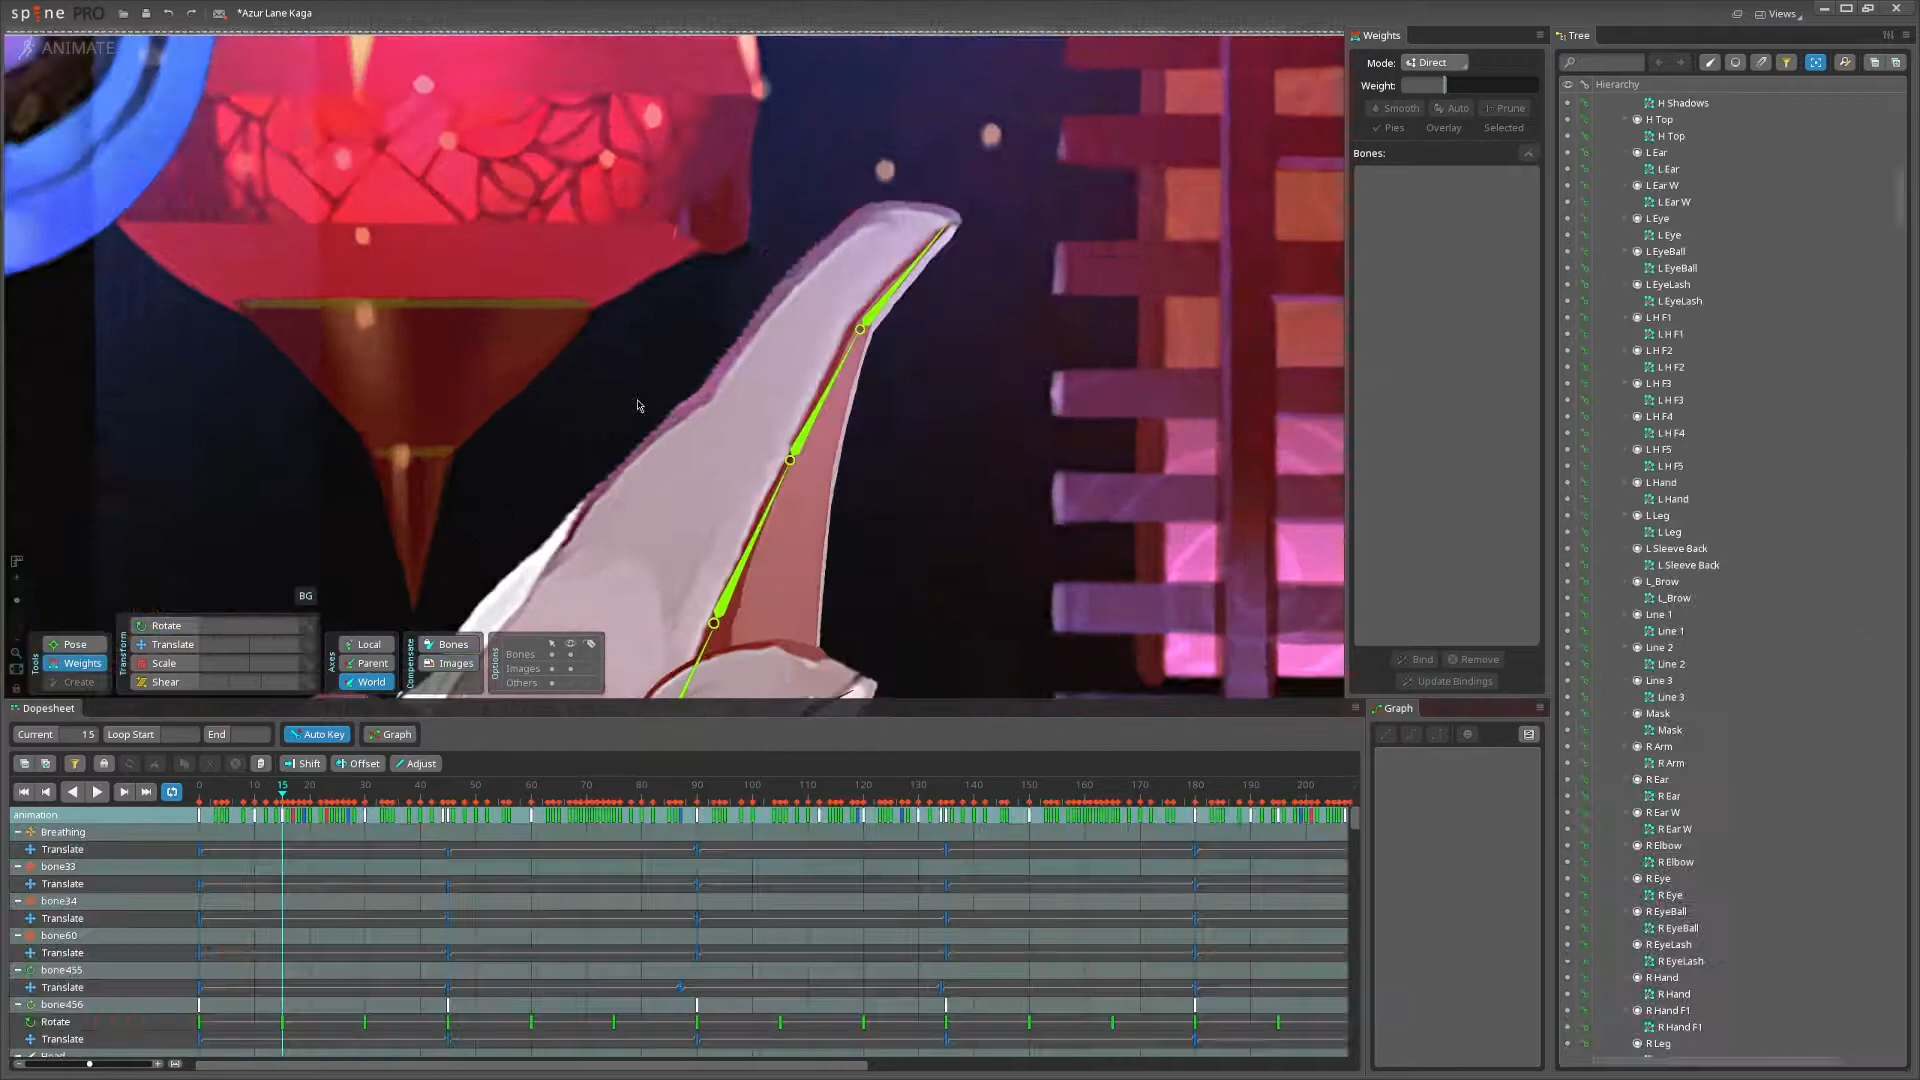 spine PRO
*Azur Lane Kaga
Views
ANIMATE
BG
Tools
Pose
Weights
Create
Transform
Rotate
Translate
Scale
Shear
Axes
Local
Parent
World
Compensate
Bones
Images
Options
Bones
Images
Others
Weights
Mode: Direct
Weight:
Smooth Auto Prune
Pies Overlay Selected
Bones:
Bind Remove
Update Bindings
Tree
Hierarchy
H Shadows
H Top
H Top
L Ear
L Ear
L Ear W
L Ear W
L Eye
L Eye
L EyeBall
L EyeBall
L EyeLash
L EyeLash
L H F1
L H F1
L H F2
L H F2
L H F3
L H F3
L H F4
L H F4
L H F5
L H F5
L Hand
L Hand
L Leg
L Leg
L Sleeve Back
L Sleeve Back
L_Brow
L_Brow
Line 1
Line 1
Line 2
Line 2
Line 3
Line 3
Mask
Mask
R Arm
R Arm
R Ear
R Ear
R Ear W
R Ear W
R Elbow
R Elbow
R Eye
R Eye
R EyeBall
R EyeBall
R EyeLash
R EyeLash
R Hand
R Hand
R Hand F1
R Hand F1
R Leg
Dopesheet
Current 15 Loop Start End Auto Key Graph
Shift Offset Adjust
0 10 15 20 30 40 50 60 70 80 90 100 110 120 130 140 150 160 170 180 190 200
animation
Breathing
Translate
bone33
Translate
bone34
Translate
bone60
Translate
bone455
Translate
bone456
Rotate
Translate
Head
Graph